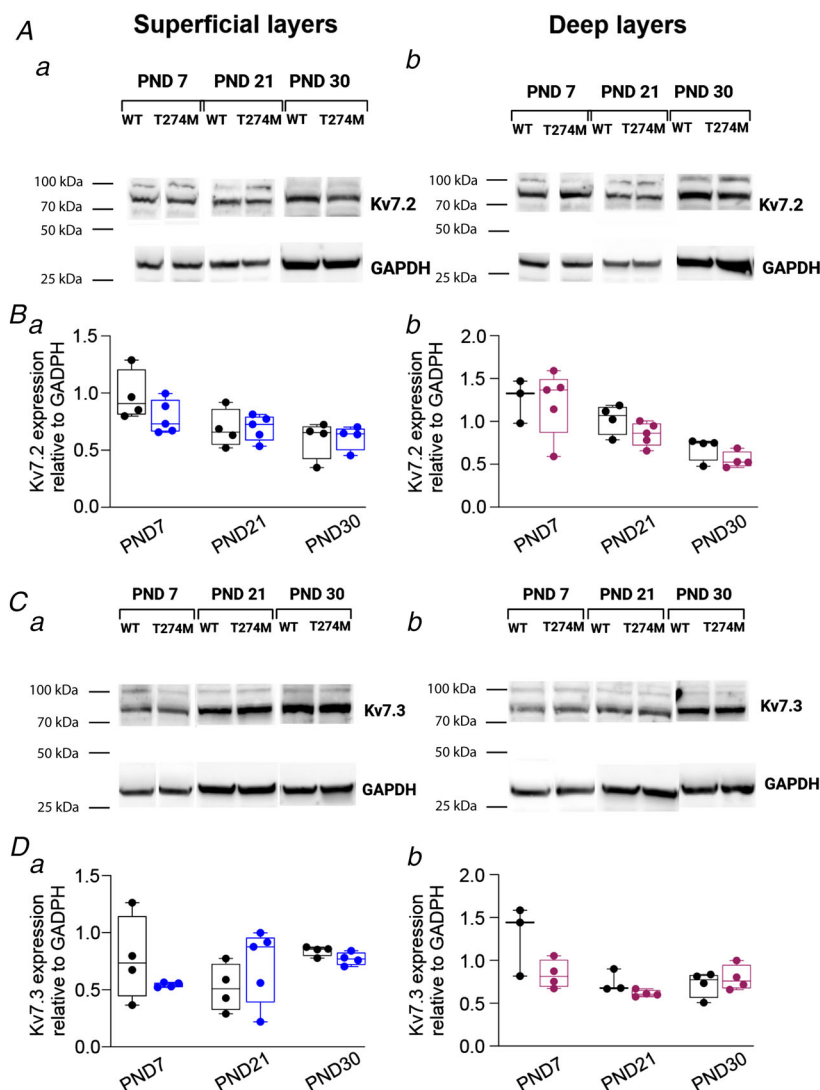 Superficial layers Deep layers
A
a b
PND 7 PND 21 PND 30 PND 7 PND 21 PND 30
WT T274M WT T274M WT T274M WT T274M WT T274M WT T274M
100 kDa 100 kDa
70 kDa Kv7.2 70 kDa Kv7.2
50 kDa 50 kDa
25 kDa GAPDH 25 kDa GAPDH
B
a b
Kv7.2 expression relative to GADPH
1.5
1.0
0.5
0.0
PND7 PND21 PND30
Kv7.2 expression relative to GADPH
2.0
1.5
1.0
0.5
0.0
PND7 PND21 PND30
C
a b
PND 7 PND 21 PND 30 PND 7 PND 21 PND 30
WT T274M WT T274M WT T274M WT T274M WT T274M WT T274M
100 kDa 100 kDa
70 kDa Kv7.3 70 kDa Kv7.3
50 kDa 50 kDa
25 kDa GAPDH 25 kDa GAPDH
D
a b
Kv7.3 expression relative to GADPH
1.5
1.0
0.5
0.0
PND7 PND21 PND30
Kv7.3 expression relative to GADPH
2.0
1.5
1.0
0.5
0.0
PND7 PND21 PND30